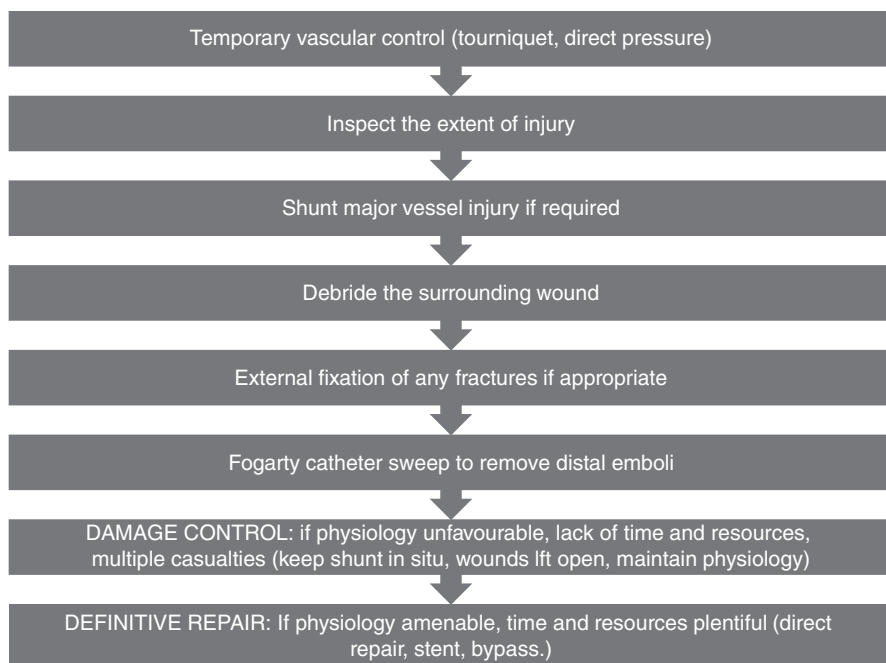 Temporary vascular control (tourniquet, direct pressure)
Inspect the extent of injury
Shunt major vessel injury if required
Debride the surrounding wound
External fixation of any fractures if appropriate
Fogarty catheter sweep to remove distal emboli
DAMAGE CONTROL: if physiology unfavourable, lack of time and resources,
multiple casualties (keep shunt in situ, wounds lft open, maintain physiology)
DEFINITIVE REPAIR: If physiology amenable, time and resources plentiful (direct
repair, stent, bypass.)